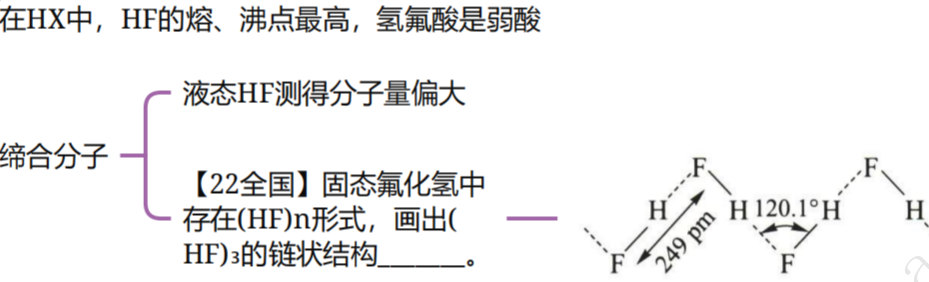 在HX中，HF的熔、沸点最高，氢氟酸是弱酸
液态HF测得分子量偏大
缔合分子
【22全国】固态氟化氢中
存在(HF)n形式，画出(
HF)₃的链状结构_______。
F F
H H 120.1° H H
249 pm
F F